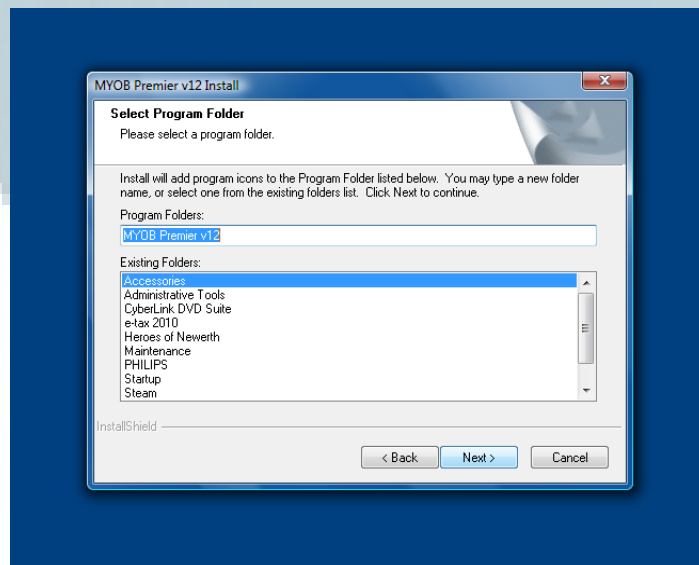 MYOB Premier v12 Install
Select Program Folder
Please select a program folder.
Install will add program icons to the Program Folder listed below. You may type a new folder
name, or select one from the existing folders list. Click Next to continue.
Program Folders:
MYOB Premier v12
Existing Folders:
Accessories
Administrative Tools
CyberLink DVD Suite
e-tax 2010
Heroes of Newerth
Maintenance
PHILIPS
Startup
Steam
InstallShield
< Back Next > Cancel